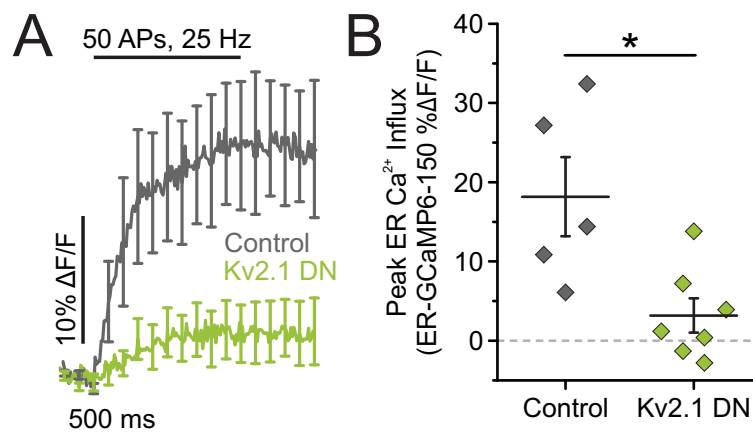 A
50 APs, 25 Hz
10% ΔF/F
Control
Kv2.1 DN
500 ms
B
Peak ER Ca²⁺ Influx
(ER-GCaMP6-150 %ΔF/F)
40
30
20
10
0
*
Control
Kv2.1 DN